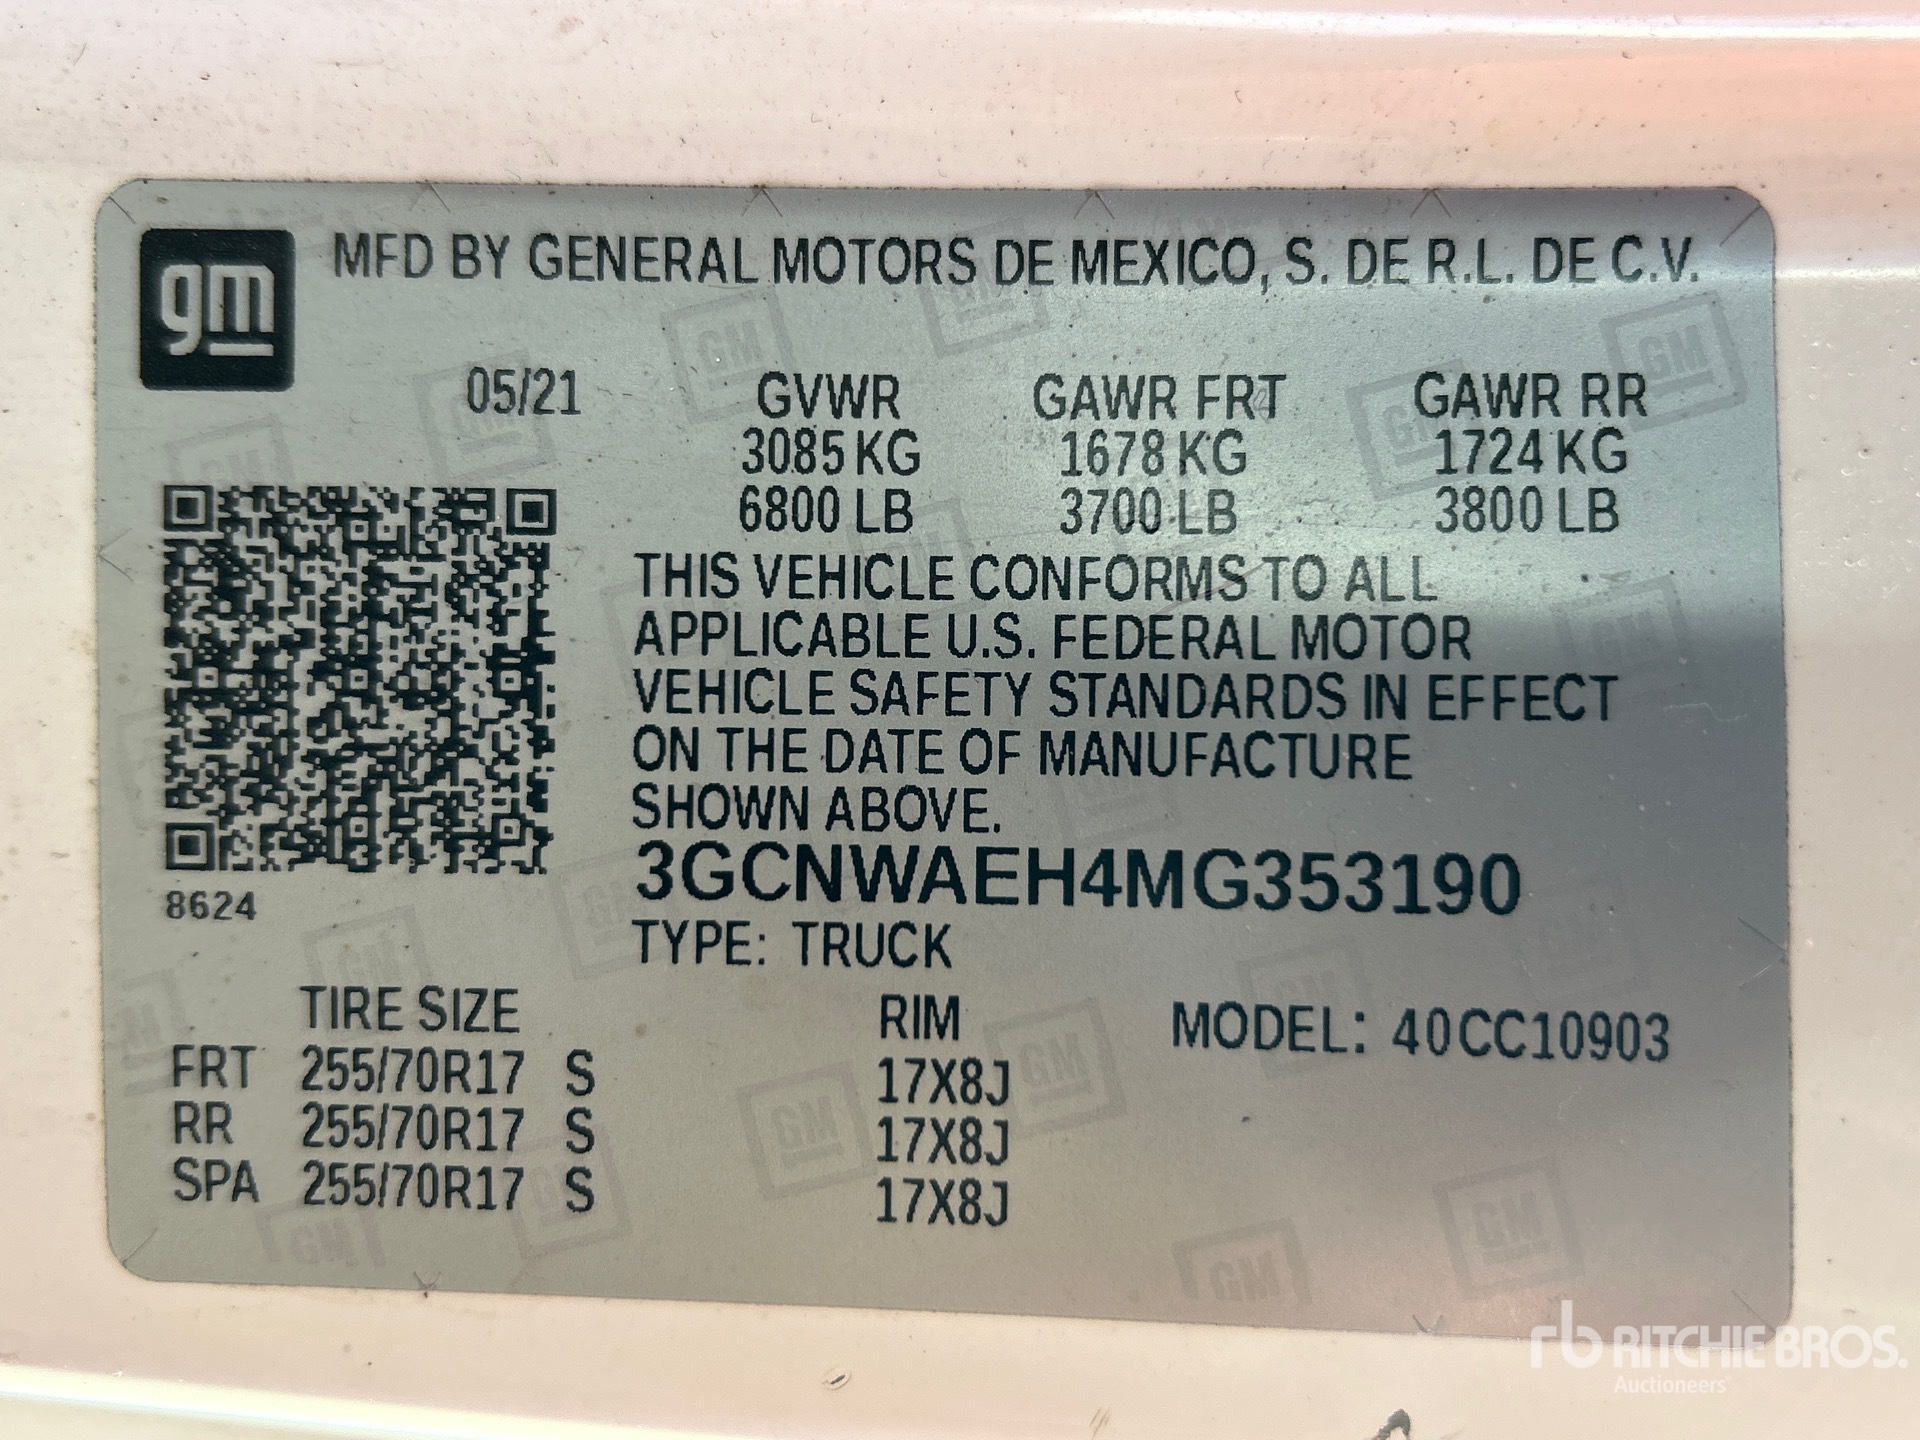 gm
MFD BY GENERAL MOTORS DE MEXICO, S. DE R.L. DE C.V.
05/21 GVWR GAWR FRT GAWR RR
3085 KG 1678 KG 1724 KG
6800 LB 3700 LB 3800 LB
THIS VEHICLE CONFORMS TO ALL
APPLICABLE U.S. FEDERAL MOTOR
VEHICLE SAFETY STANDARDS IN EFFECT
ON THE DATE OF MANUFACTURE
SHOWN ABOVE.
8624
3GCNWAEH4MG353190
TYPE: TRUCK
TIRE SIZE RIM MODEL: 40CC10903
FRT 255/70R17 S 17X8J
RR 255/70R17 S 17X8J
SPA 255/70R17 S 17X8J
rb RITCHIE BROS.
Auctioneers